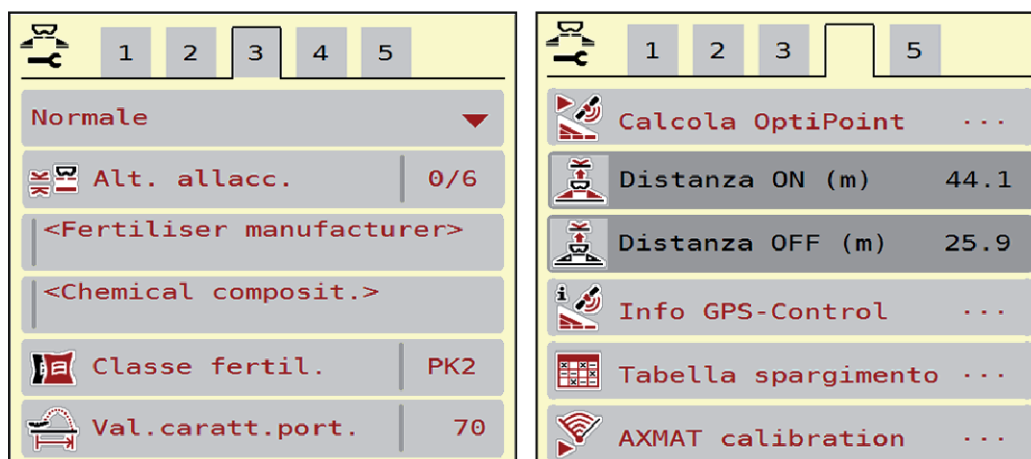 1 2 3 4 5
Normale
Alt. allacc. 0/6
<Fertiliser manufacturer>
<Chemical composit.>
Classe fertil. PK2
Val.caratt.port. 70
1 2 3 5
Calcola OptiPoint ...
Distanza ON (m) 44.1
Distanza OFF (m) 25.9
Info GPS-Control ...
Tabella spargimento ...
AXMAT calibration ...